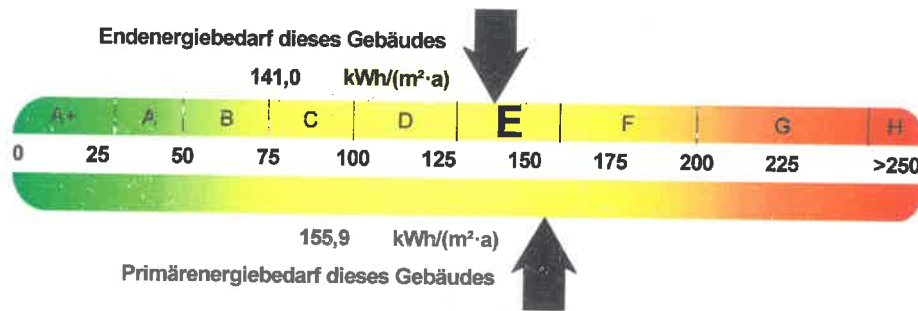 Endenergiebedarf dieses Gebäudes
141,0 kWh/(m²·a)
A+ A B C D E F G H
0 25 50 75 100 125 150 175 200 225 >250
155,9 kWh/(m²·a)
Primärenergiebedarf dieses Gebäudes